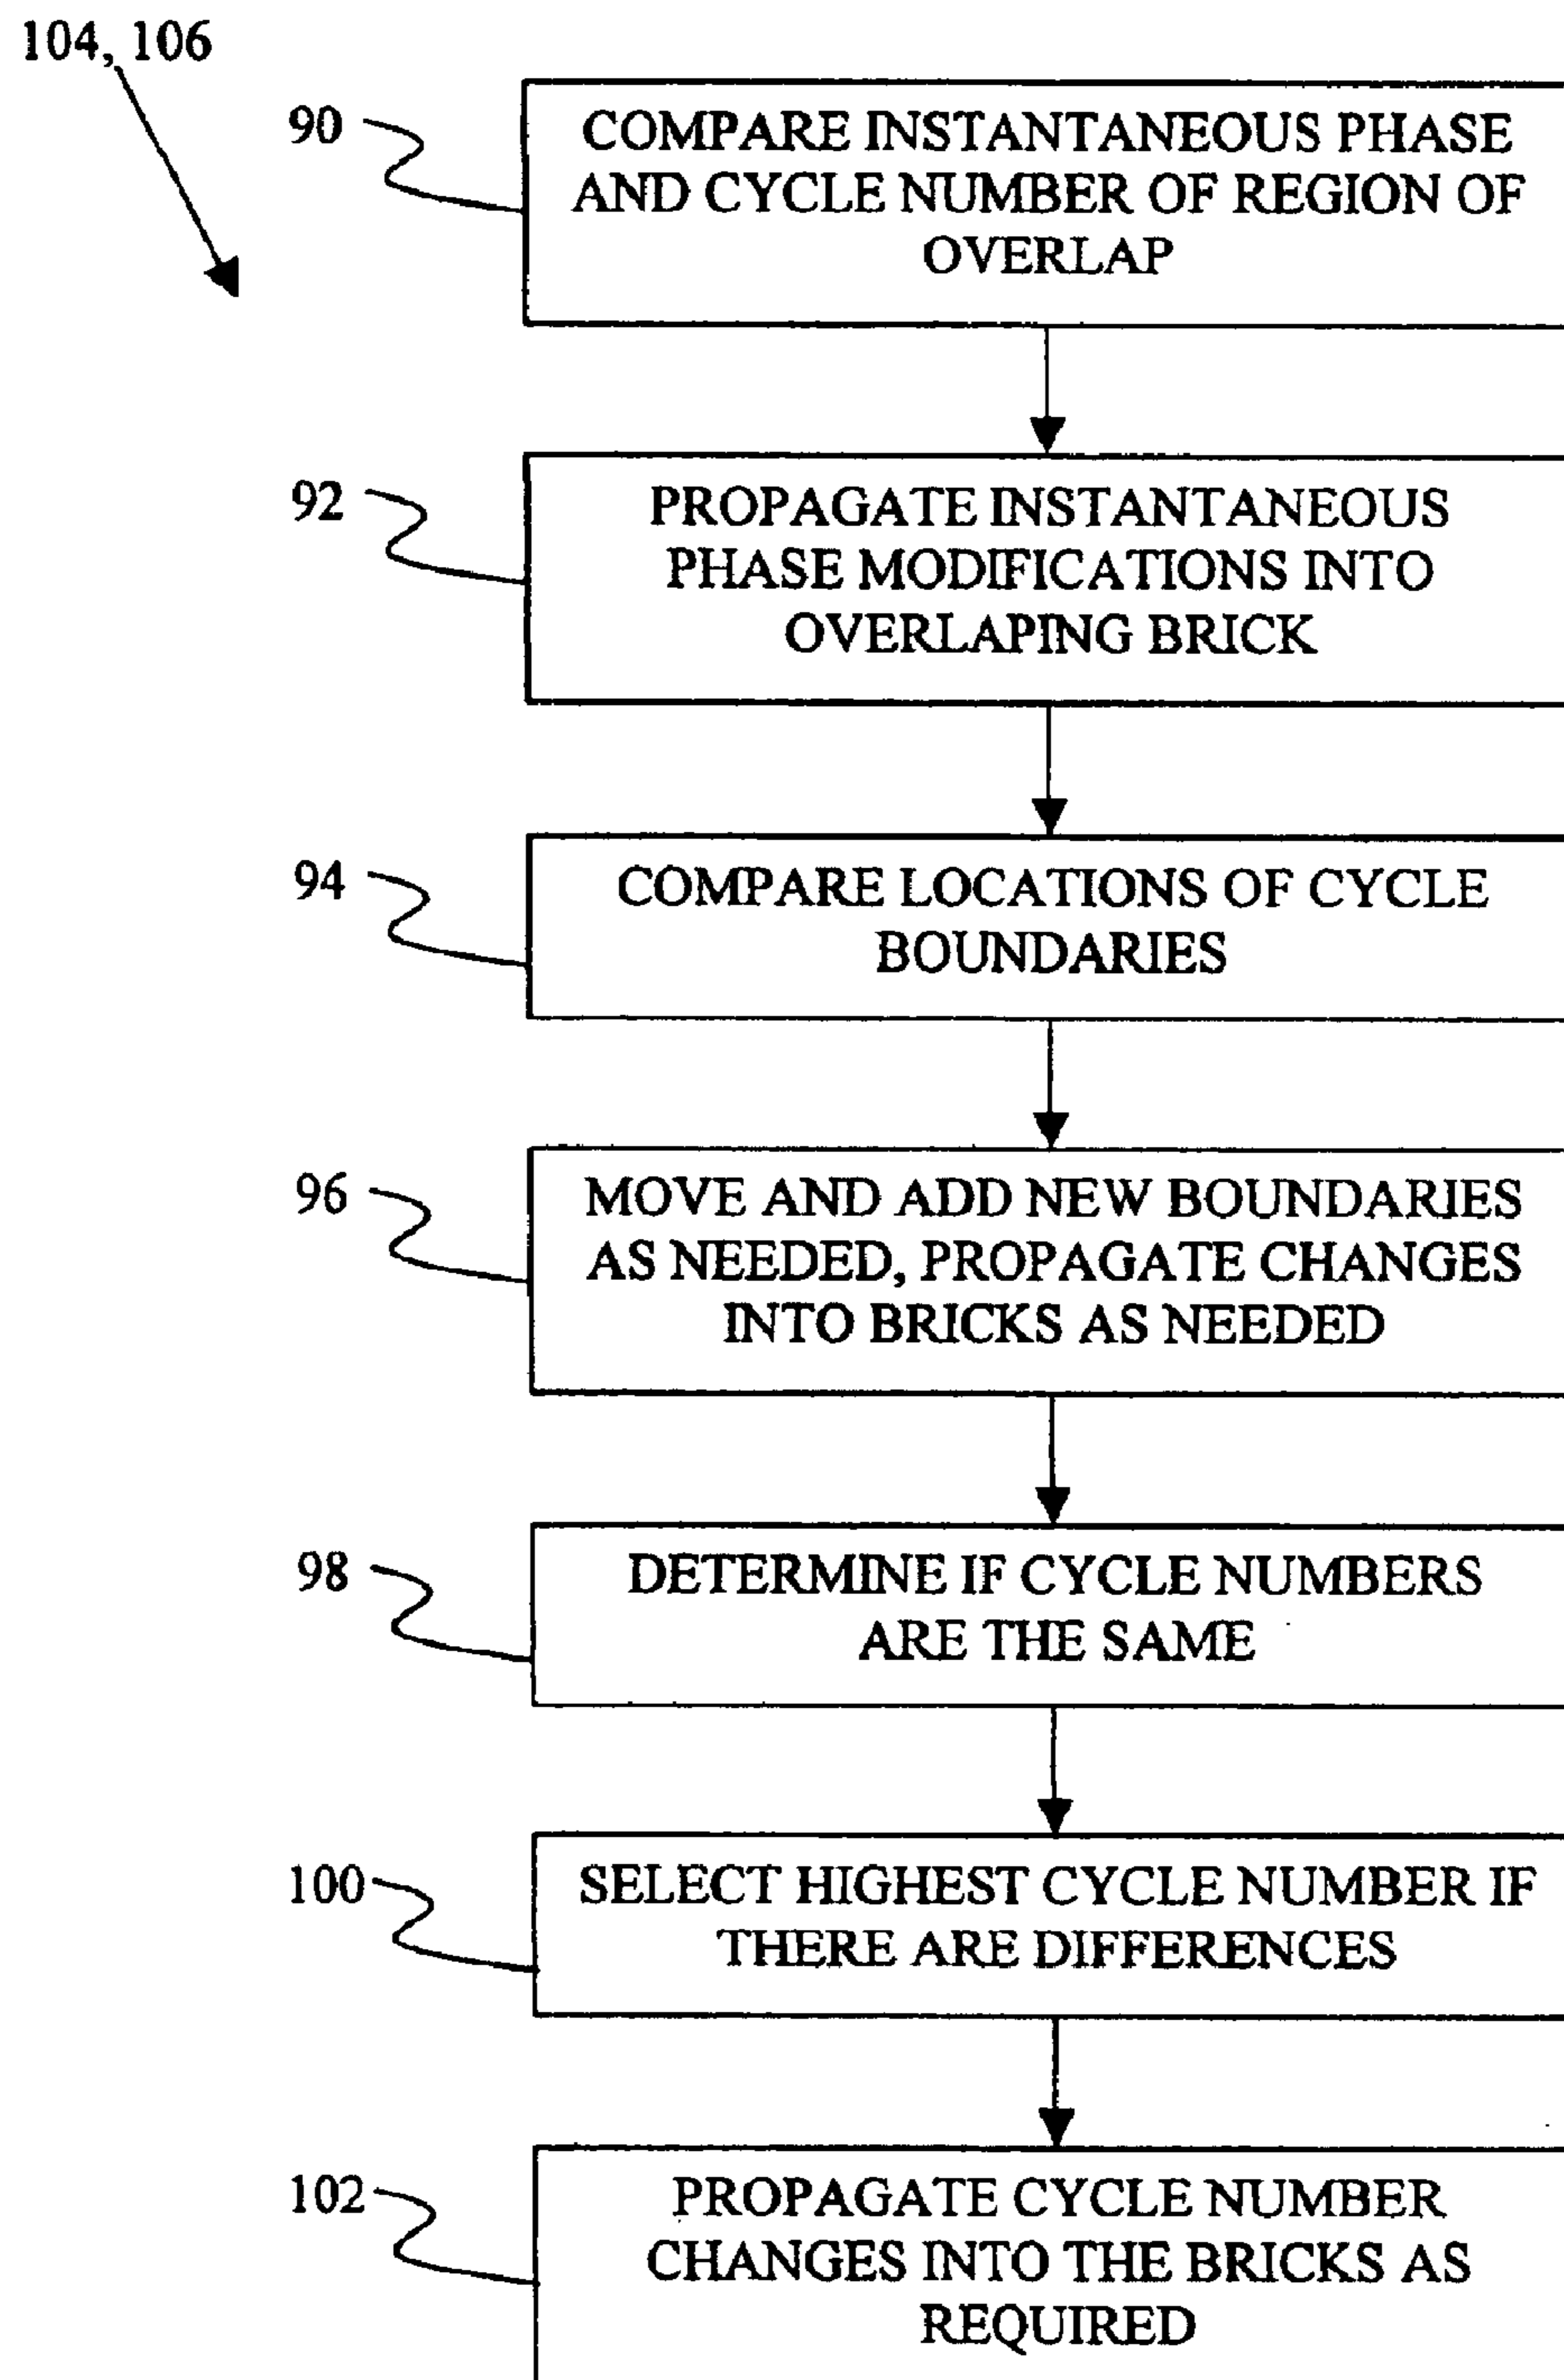 104, 106
90
COMPARE INSTANTANEOUS PHASE
AND CYCLE NUMBER OF REGION OF
OVERLAP
92
PROPAGATE INSTANTANEOUS
PHASE MODIFICATIONS INTO
OVERLAPING BRICK
94
COMPARE LOCATIONS OF CYCLE
BOUNDARIES
96
MOVE AND ADD NEW BOUNDARIES
AS NEEDED, PROPAGATE CHANGES
INTO BRICKS AS NEEDED
98
DETERMINE IF CYCLE NUMBERS
ARE THE SAME
100
SELECT HIGHEST CYCLE NUMBER IF
THERE ARE DIFFERENCES
102
PROPAGATE CYCLE NUMBER
CHANGES INTO THE BRICKS AS
REQUIRED